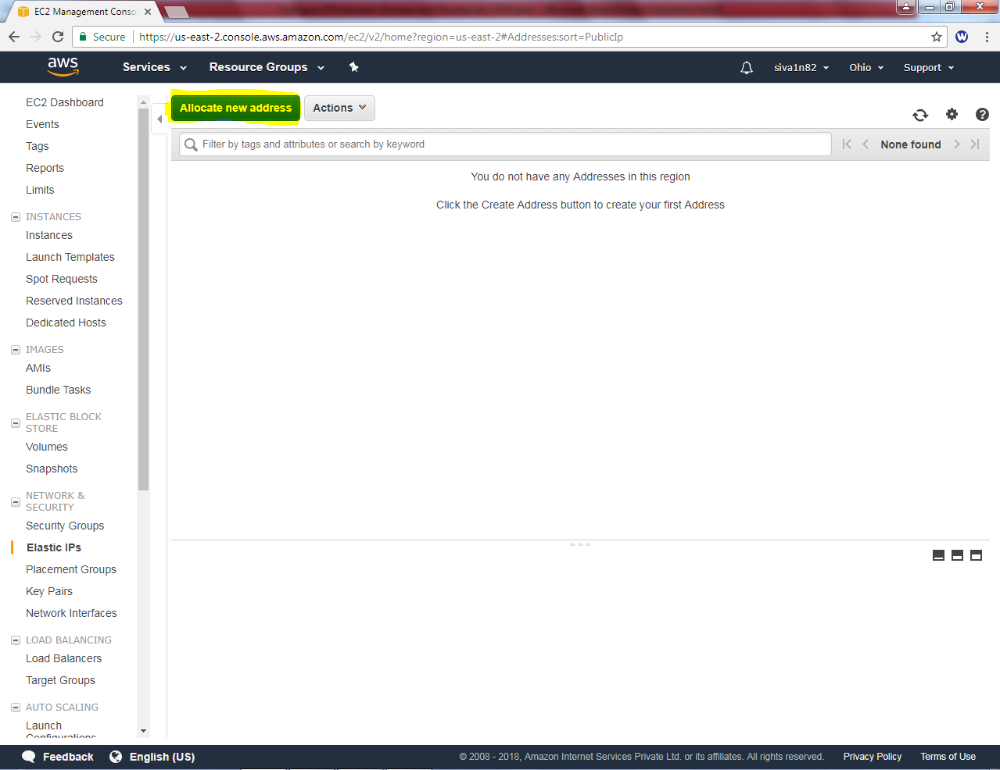 EC2 Management Conso
Secure
https://us-east-2.console.aws.amazon.com/ec2/v2/home?region=us-east-2#Addresses:sort=PublicIp
W
aws
Services
Resource Groups
siva1n82
Ohio
Support
EC2 Dashboard
Events
Tags
Reports
Limits
INSTANCES
Instances
Launch Templates
Spot Requests
Reserved Instances
Dedicated Hosts
IMAGES
AMIs
Bundle Tasks
ELASTIC BLOCK
STORE
Volumes
Snapshots
NETWORK &
SECURITY
Security Groups
Elastic IPs
Placement Groups
Key Pairs
Network Interfaces
LOAD BALANCING
Load Balancers
Target Groups
AUTO SCALING
Launch
Configurations
Allocate new address
Actions
Filter by tags and attributes or search by keyword
None found
You do not have any Addresses in this region
Click the Create Address button to create your first Address
Feedback
English (US)
© 2008 - 2018, Amazon Internet Services Private Ltd. or its affiliates. All rights reserved.
Privacy Policy
Terms of Use